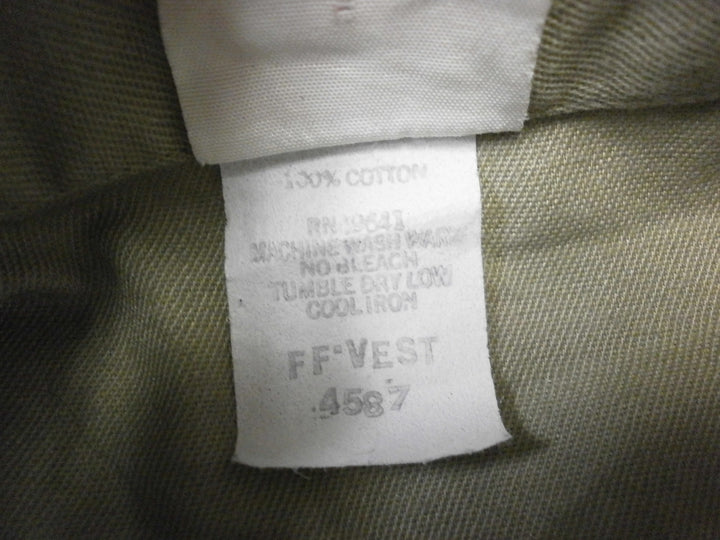 100% COTTON
RN 19641
MACHINE WASH WARM
NO BLEACH
TUMBLE DRY LOW
COOL IRON
FF·VEST
4587